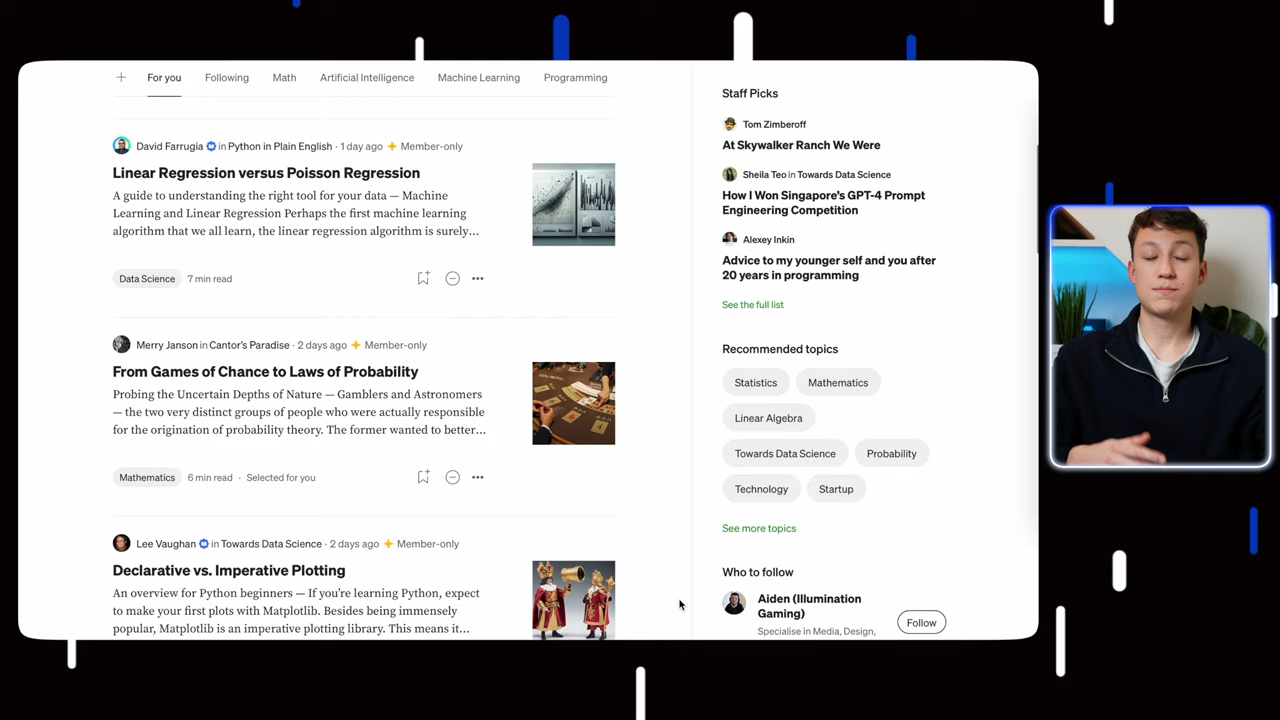 For you Following Math Artificial Intelligence Machine Learning Programming
David Farrugia in Python in Plain English · 1 day ago Member-only
Linear Regression versus Poisson Regression
A guide to understanding the right tool for your data — Machine
Learning and Linear Regression Perhaps the first machine learning
algorithm that we all learn, the linear regression algorithm is surely…
Data Science 7 min read
Merry Janson in Cantor's Paradise · 2 days ago Member-only
From Games of Chance to Laws of Probability
Probing the Uncertain Depths of Nature — Gamblers and Astronomers
— the two very distinct groups of people who were actually responsible
for the origination of probability theory. The former wanted to better…
Mathematics 6 min read · Selected for you
Lee Vaughan in Towards Data Science · 2 days ago Member-only
Declarative vs. Imperative Plotting
An overview for Python beginners — If you're learning Python, expect
to make your first plots with Matplotlib. Besides being immensely
popular, Matplotlib is an imperative plotting library. This means it…
Staff Picks
Tom Zimberoff
At Skywalker Ranch We Were
Sheila Teo in Towards Data Science
How I Won Singapore's GPT-4 Prompt
Engineering Competition
Alexey Inkin
Advice to my younger self and you after
20 years in programming
See the full list
Recommended topics
Statistics Mathematics
Linear Algebra
Towards Data Science Probability
Technology Startup
See more topics
Who to follow
Aiden (Illumination
Gaming)
Specialise in Media, Design,
Follow